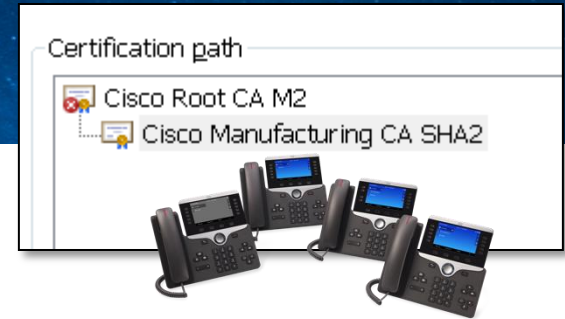 Certification path
Cisco Root CA M2
Cisco Manufacturing CA SHA2